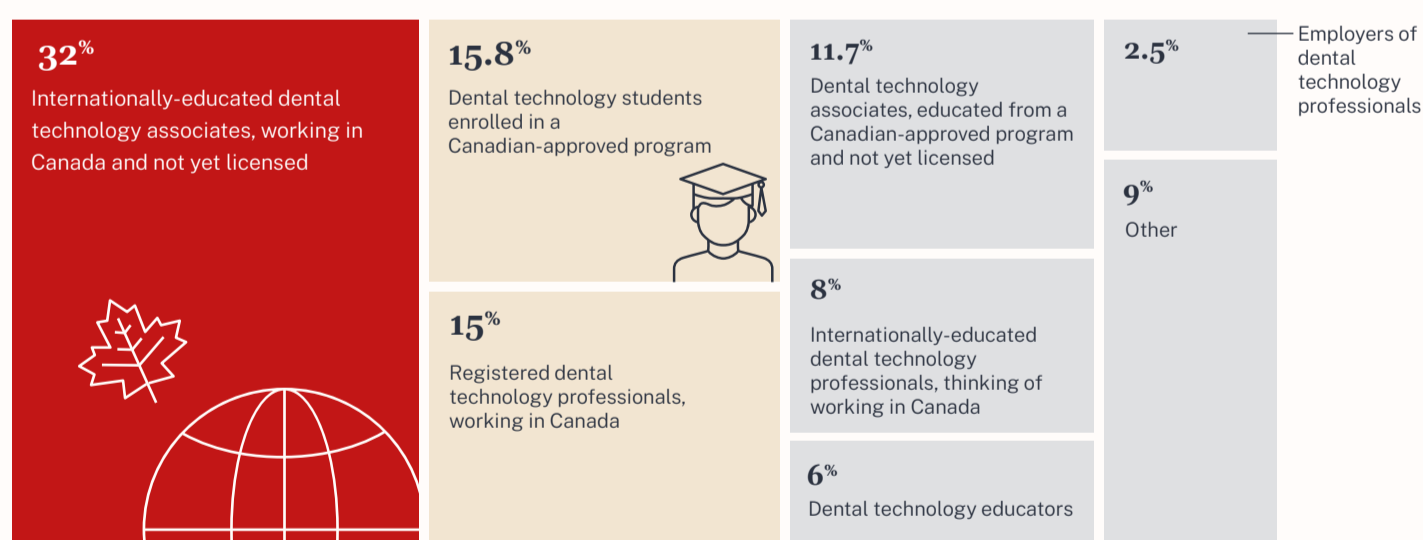 32%
Internationally-educated dental
technology associates, working in
Canada and not yet licensed
15.8%
Dental technology students
enrolled in a
Canadian-approved program
15%
Registered dental
technology professionals,
working in Canada
11.7%
Dental technology
associates, educated from a
Canadian-approved program
and not yet licensed
8%
Internationally-educated
dental technology
professionals, thinking of
working in Canada
6%
Dental technology educators
2.5%
Employers of
dental
technology
professionals
9%
Other